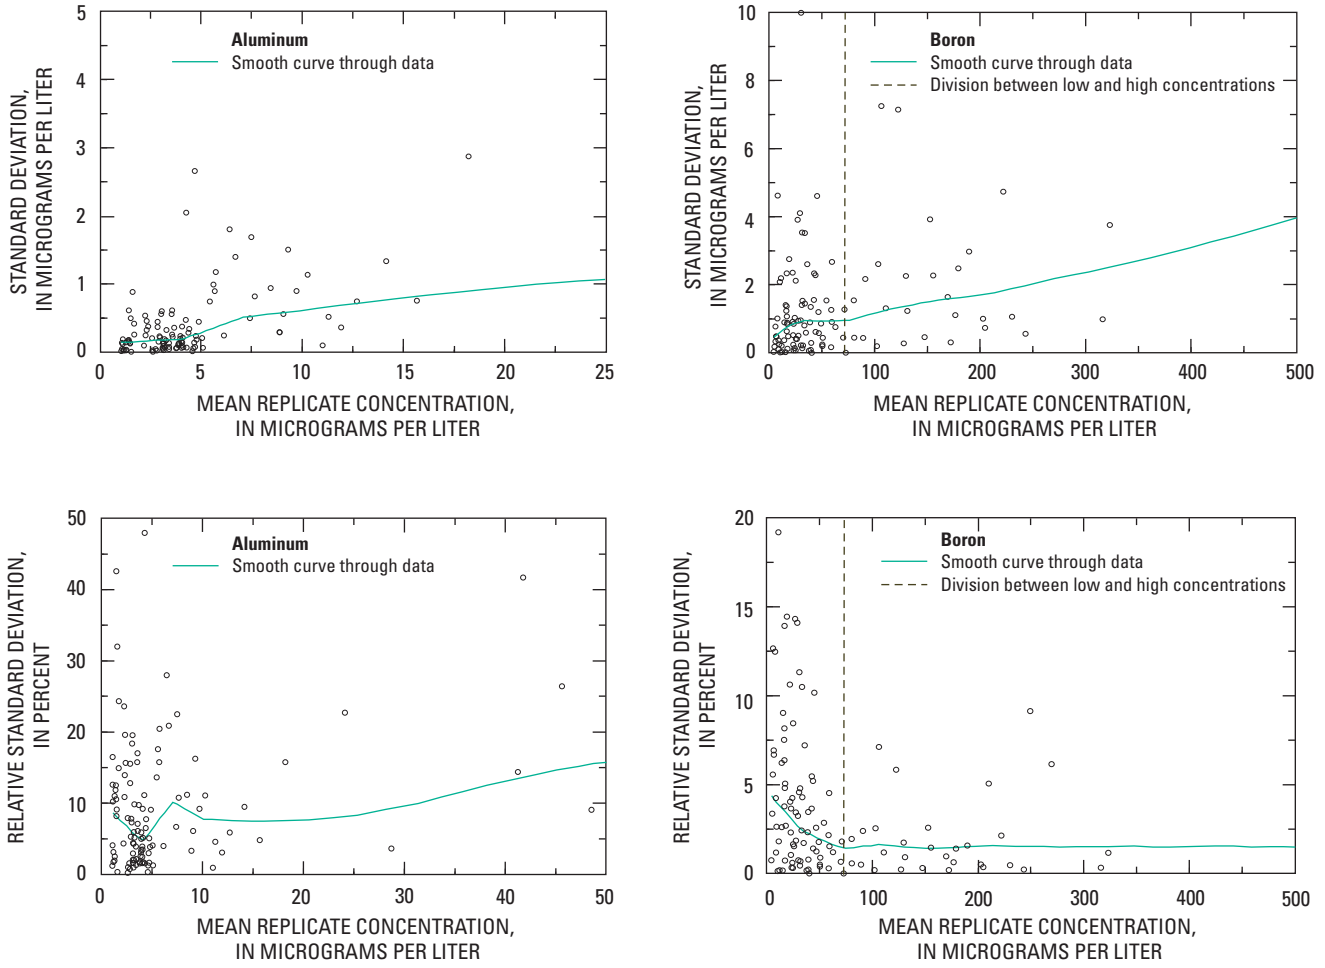 Aluminum
Smooth curve through data
5
4
3
2
1
0
0 5 10 15 20 25
STANDARD DEVIATION,
IN MICROGRAMS PER LITER
MEAN REPLICATE CONCENTRATION,
IN MICROGRAMS PER LITER
Boron
Smooth curve through data
Division between low and high concentrations
10
8
6
4
2
0
0 100 200 300 400 500
STANDARD DEVIATION,
IN MICROGRAMS PER LITER
MEAN REPLICATE CONCENTRATION,
IN MICROGRAMS PER LITER
Aluminum
Smooth curve through data
50
40
30
20
10
0
0 10 20 30 40 50
RELATIVE STANDARD DEVIATION,
IN PERCENT
MEAN REPLICATE CONCENTRATION,
IN MICROGRAMS PER LITER
Boron
Smooth curve through data
Division between low and high concentrations
20
15
10
5
0
0 100 200 300 400 500
RELATIVE STANDARD DEVIATION,
IN PERCENT
MEAN REPLICATE CONCENTRATION,
IN MICROGRAMS PER LITER